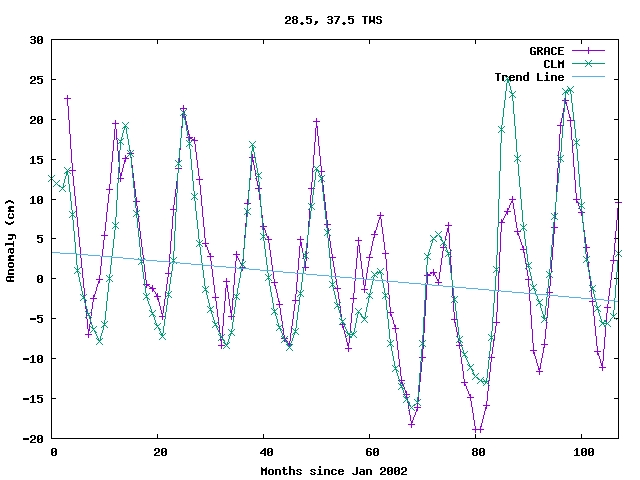 28.5, 37.5 TWS
GRACE
CLM
Trend Line
30
25
20
15
10
5
0
-5
-10
-15
-20
Anomaly (cm)
0 20 40 60 80 100
Months since Jan 2002